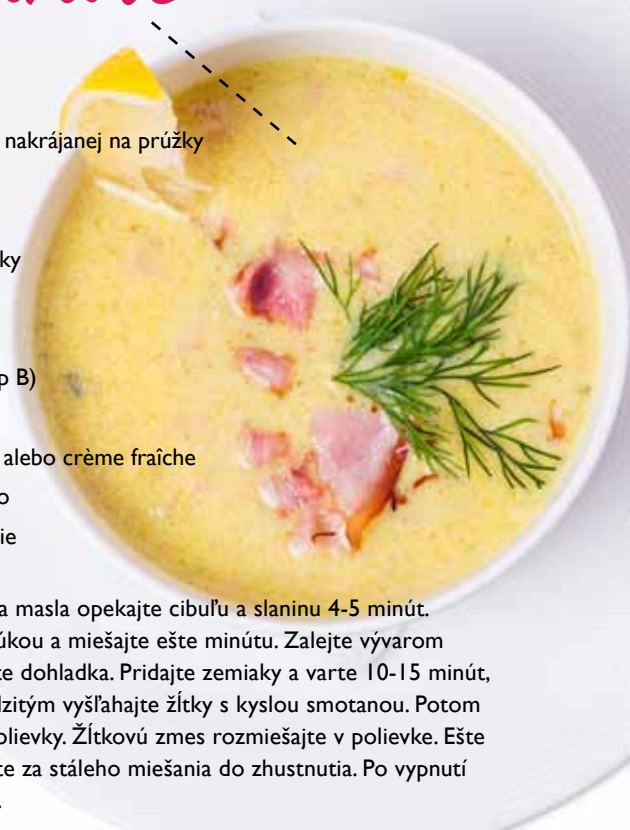 nakrájanej na prúžky
ky
p B)
alebo crème fraîche
o
ie
a masla opekajte cibuľu a slaninu 4-5 minút.
úkou a miešajte ešte minútu. Zalejte vývarom
te dohladka. Pridajte zemiaky a varte 10-15 minút,
dzitým vyšľahajte žĺtky s kyslou smotanou. Potom
olievky. Žĺtkovú zmes rozmiešajte v polievke. Ešte
te za stáleho miešania do zhustnutia. Po vypnutí
.